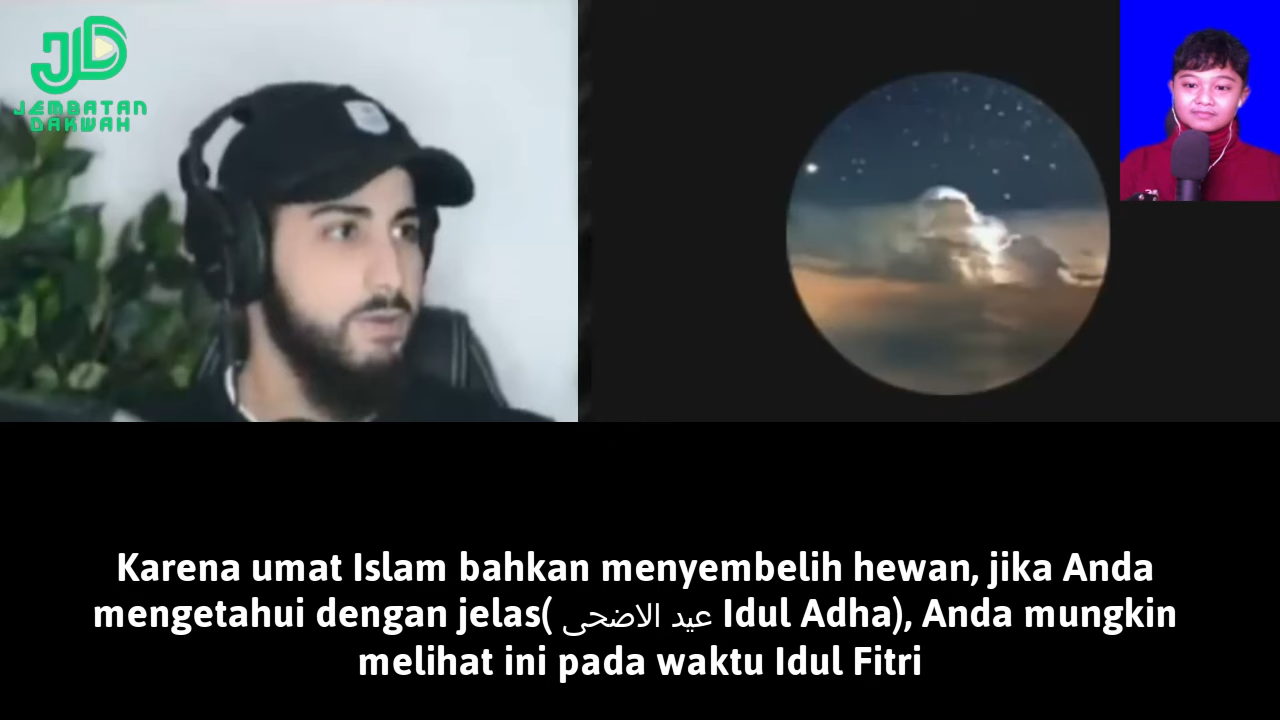 JD
JEMBATAN
DAKWAH
Karena umat Islam bahkan menyembelih hewan, jika Anda
mengetahui dengan jelas( عيد الاضحى Idul Adha), Anda mungkin
melihat ini pada waktu Idul Fitri